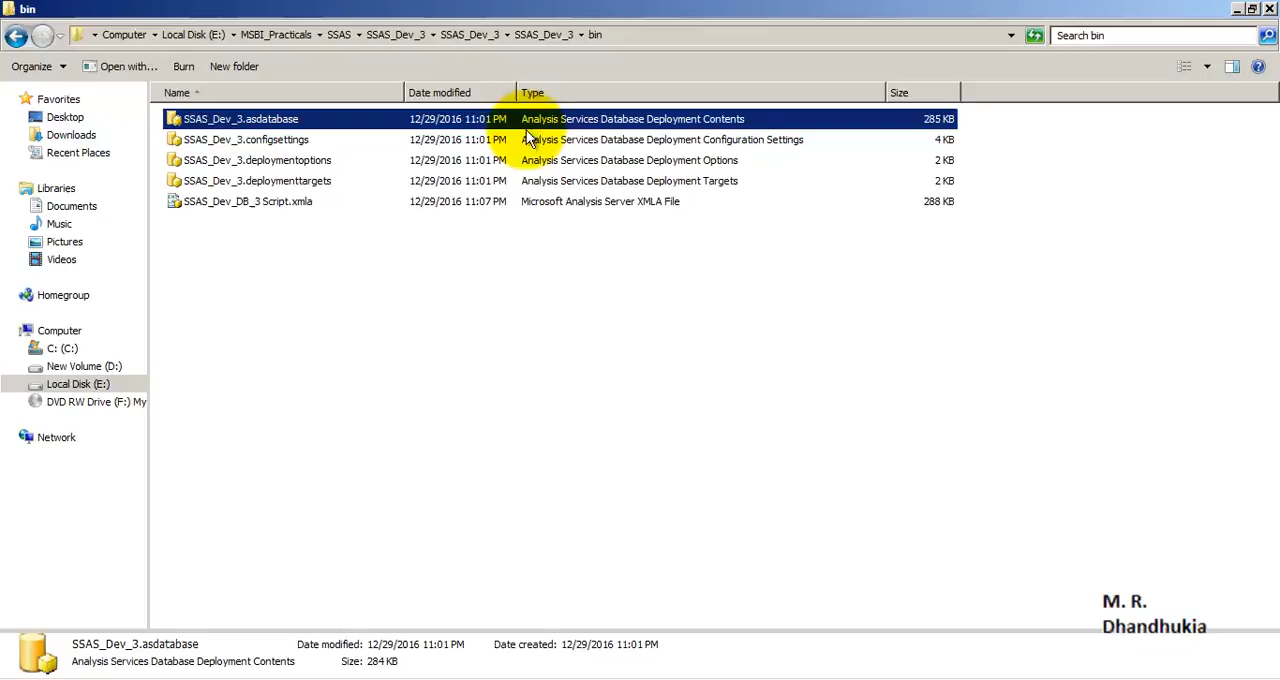 bin
Computer Local Disk (E:) MSBI_Practicals SSAS SSAS_Dev_3 SSAS_Dev_3 SSAS_Dev_3 bin
Search bin
Organize Open with... Burn New folder
Name Date modified Type Size
SSAS_Dev_3.asdatabase 12/29/2016 11:01 PM Analysis Services Database Deployment Contents 285 KB
SSAS_Dev_3.configsettings 12/29/2016 11:01 PM Analysis Services Database Deployment Configuration Settings 4 KB
SSAS_Dev_3.deploymentoptions 12/29/2016 11:01 PM Analysis Services Database Deployment Options 2 KB
SSAS_Dev_3.deploymenttargets 12/29/2016 11:01 PM Analysis Services Database Deployment Targets 2 KB
SSAS_Dev_DB_3 Script.xmla 12/29/2016 11:07 PM Microsoft Analysis Server XMLA File 288 KB
Favorites
Desktop
Downloads
Recent Places
Libraries
Documents
Music
Pictures
Videos
Homegroup
Computer
C: (C:)
New Volume (D:)
Local Disk (E:)
DVD RW Drive (F:) My
Network
M. R.
Dhandhukia
SSAS_Dev_3.asdatabase Date modified: 12/29/2016 11:01 PM Date created: 12/29/2016 11:01 PM
Analysis Services Database Deployment Contents Size: 284 KB